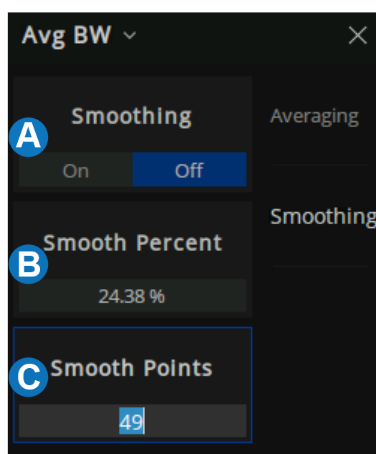 Avg BW
Smoothing
A
On Off
Smooth Percent
B
24.38 %
Smooth Points
C
49
Averaging
Smoothing